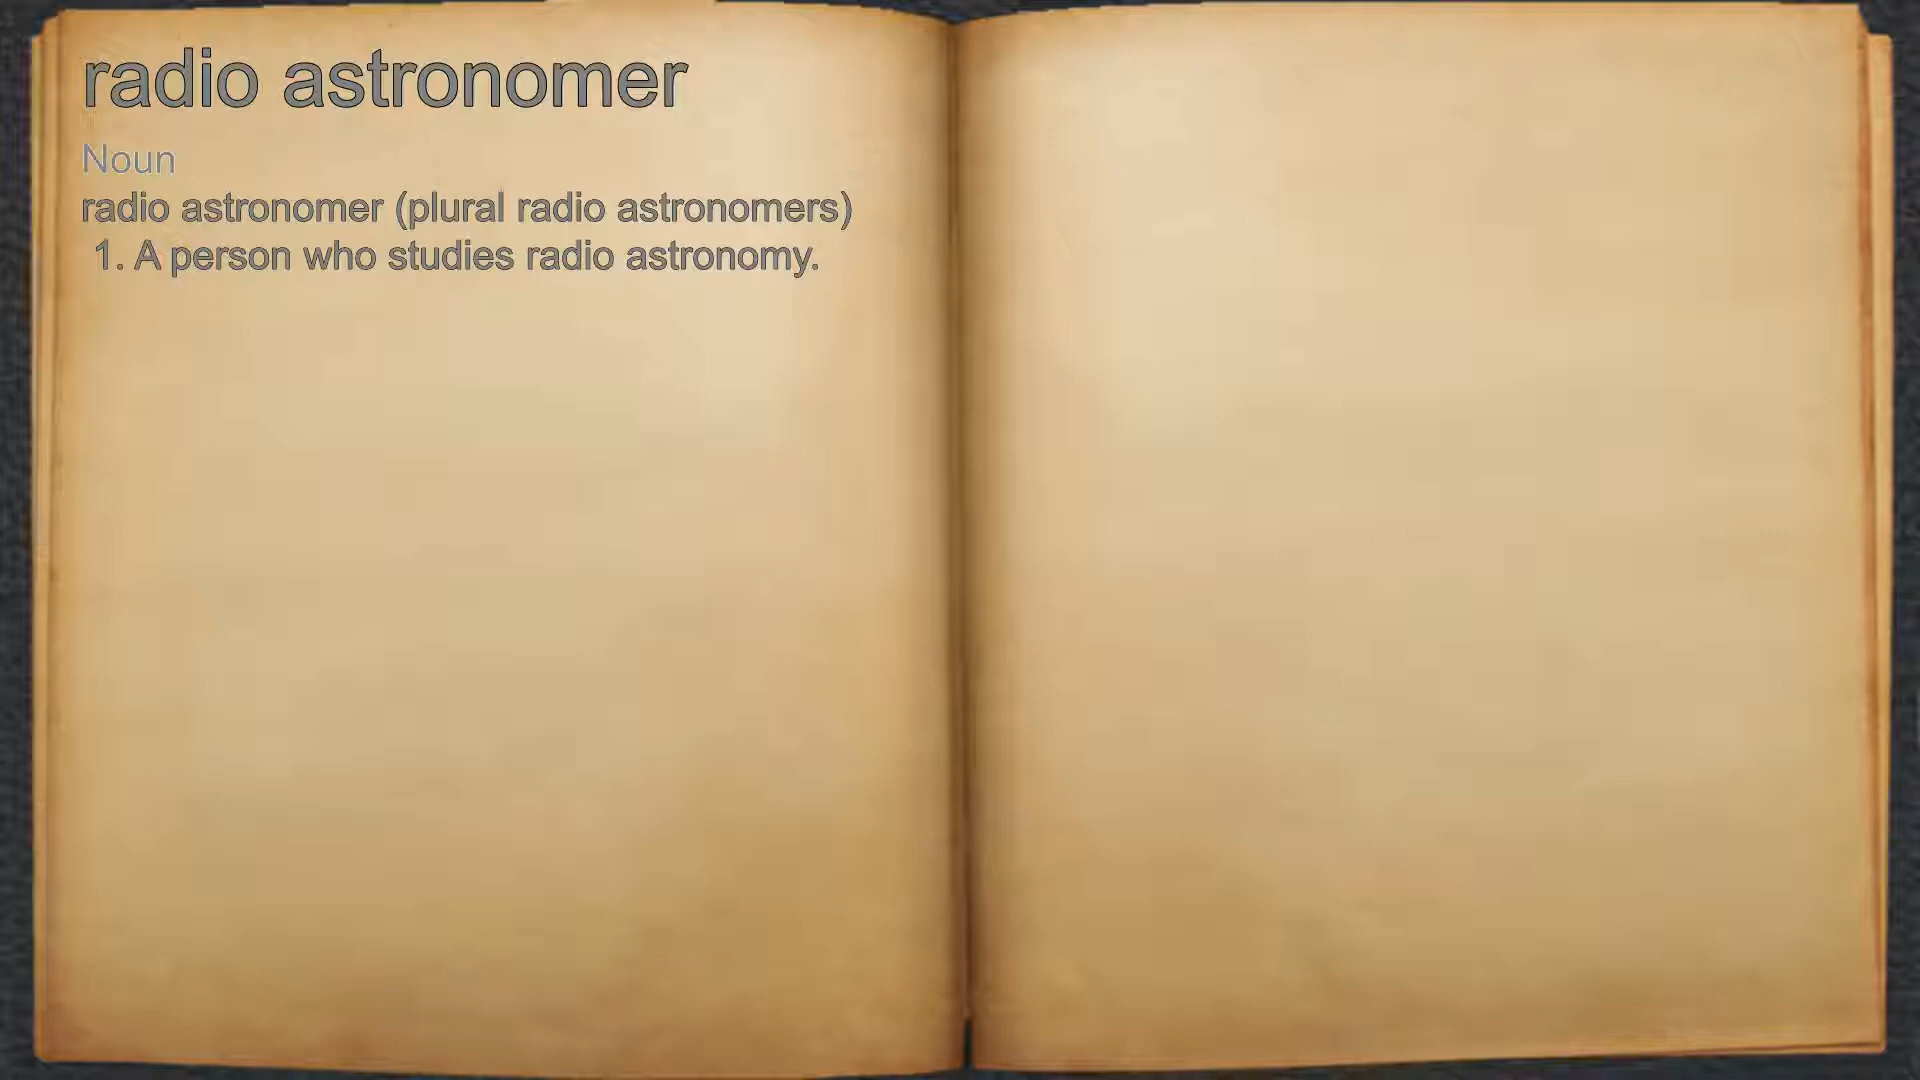 radio astronomer
Noun
radio astronomer (plural radio astronomers)
1. A person who studies radio astronomy.